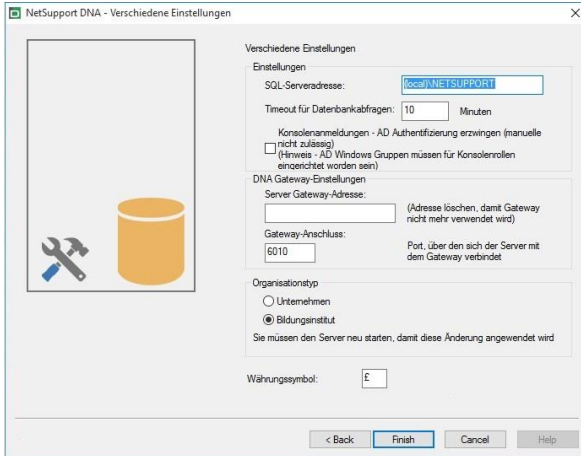 NetSupport DNA - Verschiedene Einstellungen
Verschiedene Einstellungen
Einstellungen
SQL-Serveradresse:
(local)\NETSUPPORT
Timeout für Datenbankabfragen:
10
Minuten
Konsolenanmeldungen - AD Authentifizierung erzwingen (manuelle
nicht zulässig)
(Hinweis - AD Windows Gruppen müssen für Konsolenrollen
eingerichtet worden sein)
DNA Gateway-Einstellungen
Server Gateway-Adresse:
(Adresse löschen, damit Gateway
nicht mehr verwendet wird)
Gateway-Anschluss:
6010
Port, über den sich der Server mit
dem Gateway verbindet
Organisationstyp
Unternehmen
Bildungsinstitut
Sie müssen den Server neu starten, damit diese Änderung angewendet wird
Währungssymbol:
£
< Back
Finish
Cancel
Help